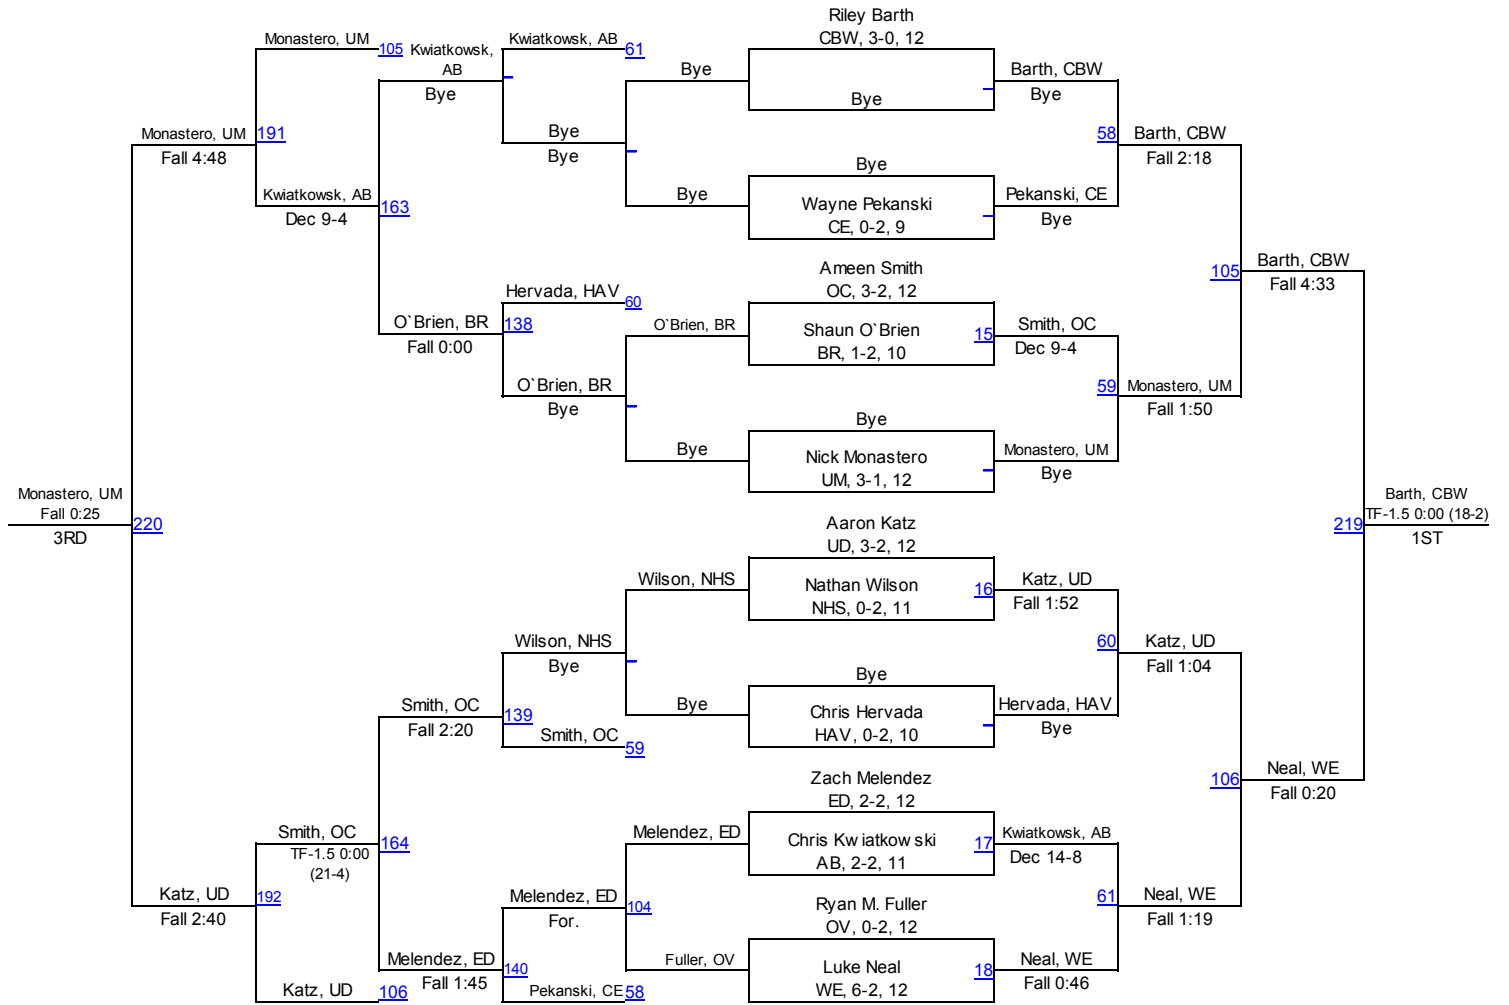 Riley Barth
CBW, 3-0, 12
Monastero, UM
105
Kwiatkowsk,
AB
Bye
Kwiatkowsk, AB
61
Bye
Bye
Barth, CBW
Bye
Monastero, UM
Fall 4:48
191
Bye
Bye
58
Barth, CBW
Fall 2:18
Kwiatkowsk, AB
Dec 9-4
163
Bye
Bye
Wayne Pekanski
CE, 0-2, 9
Pekanski, CE
Bye
105
Barth, CBW
Fall 4:33
Ameen Smith
OC, 3-2, 12
Hervada, HAV
60
O`Brien, BR
Fall 0:00
138
O`Brien, BR
Shaun O`Brien
BR, 1-2, 10
15
Smith, OC
Dec 9-4
O`Brien, BR
Bye
59
Monastero, UM
Fall 1:50
Bye
Bye
Nick Monastero
UM, 3-1, 12
Monastero, UM
Bye
Monastero, UM
Fall 0:25
3RD
220
219
Barth, CBW
TF-1.5 0:00 (18-2)
1ST
Aaron Katz
UD, 3-2, 12
Wilson, NHS
Nathan Wilson
NHS, 0-2, 11
16
Katz, UD
Fall 1:52
Wilson, NHS
Bye
60
Katz, UD
Fall 1:04
Bye
Bye
Chris Hervada
HAV, 0-2, 10
Hervada, HAV
Bye
Smith, OC
Fall 2:20
139
Smith, OC
59
106
Neal, WE
Fall 0:20
Zach Melendez
ED, 2-2, 12
Smith, OC
TF-1.5 0:00
(21-4)
164
Melendez, ED
Chris Kwiatkowski
AB, 2-2, 11
17
Kwiatkowsk, AB
Dec 14-8
Katz, UD
Fall 2:40
192
Melendez, ED
For.
104
Ryan M. Fuller
OV, 0-2, 12
61
Neal, WE
Fall 1:19
Melendez, ED
Fall 1:45
140
Fuller, OV
Luke Neal
WE, 6-2, 12
18
Neal, WE
Fall 0:46
Katz, UD
106
Pekanski, CE
58